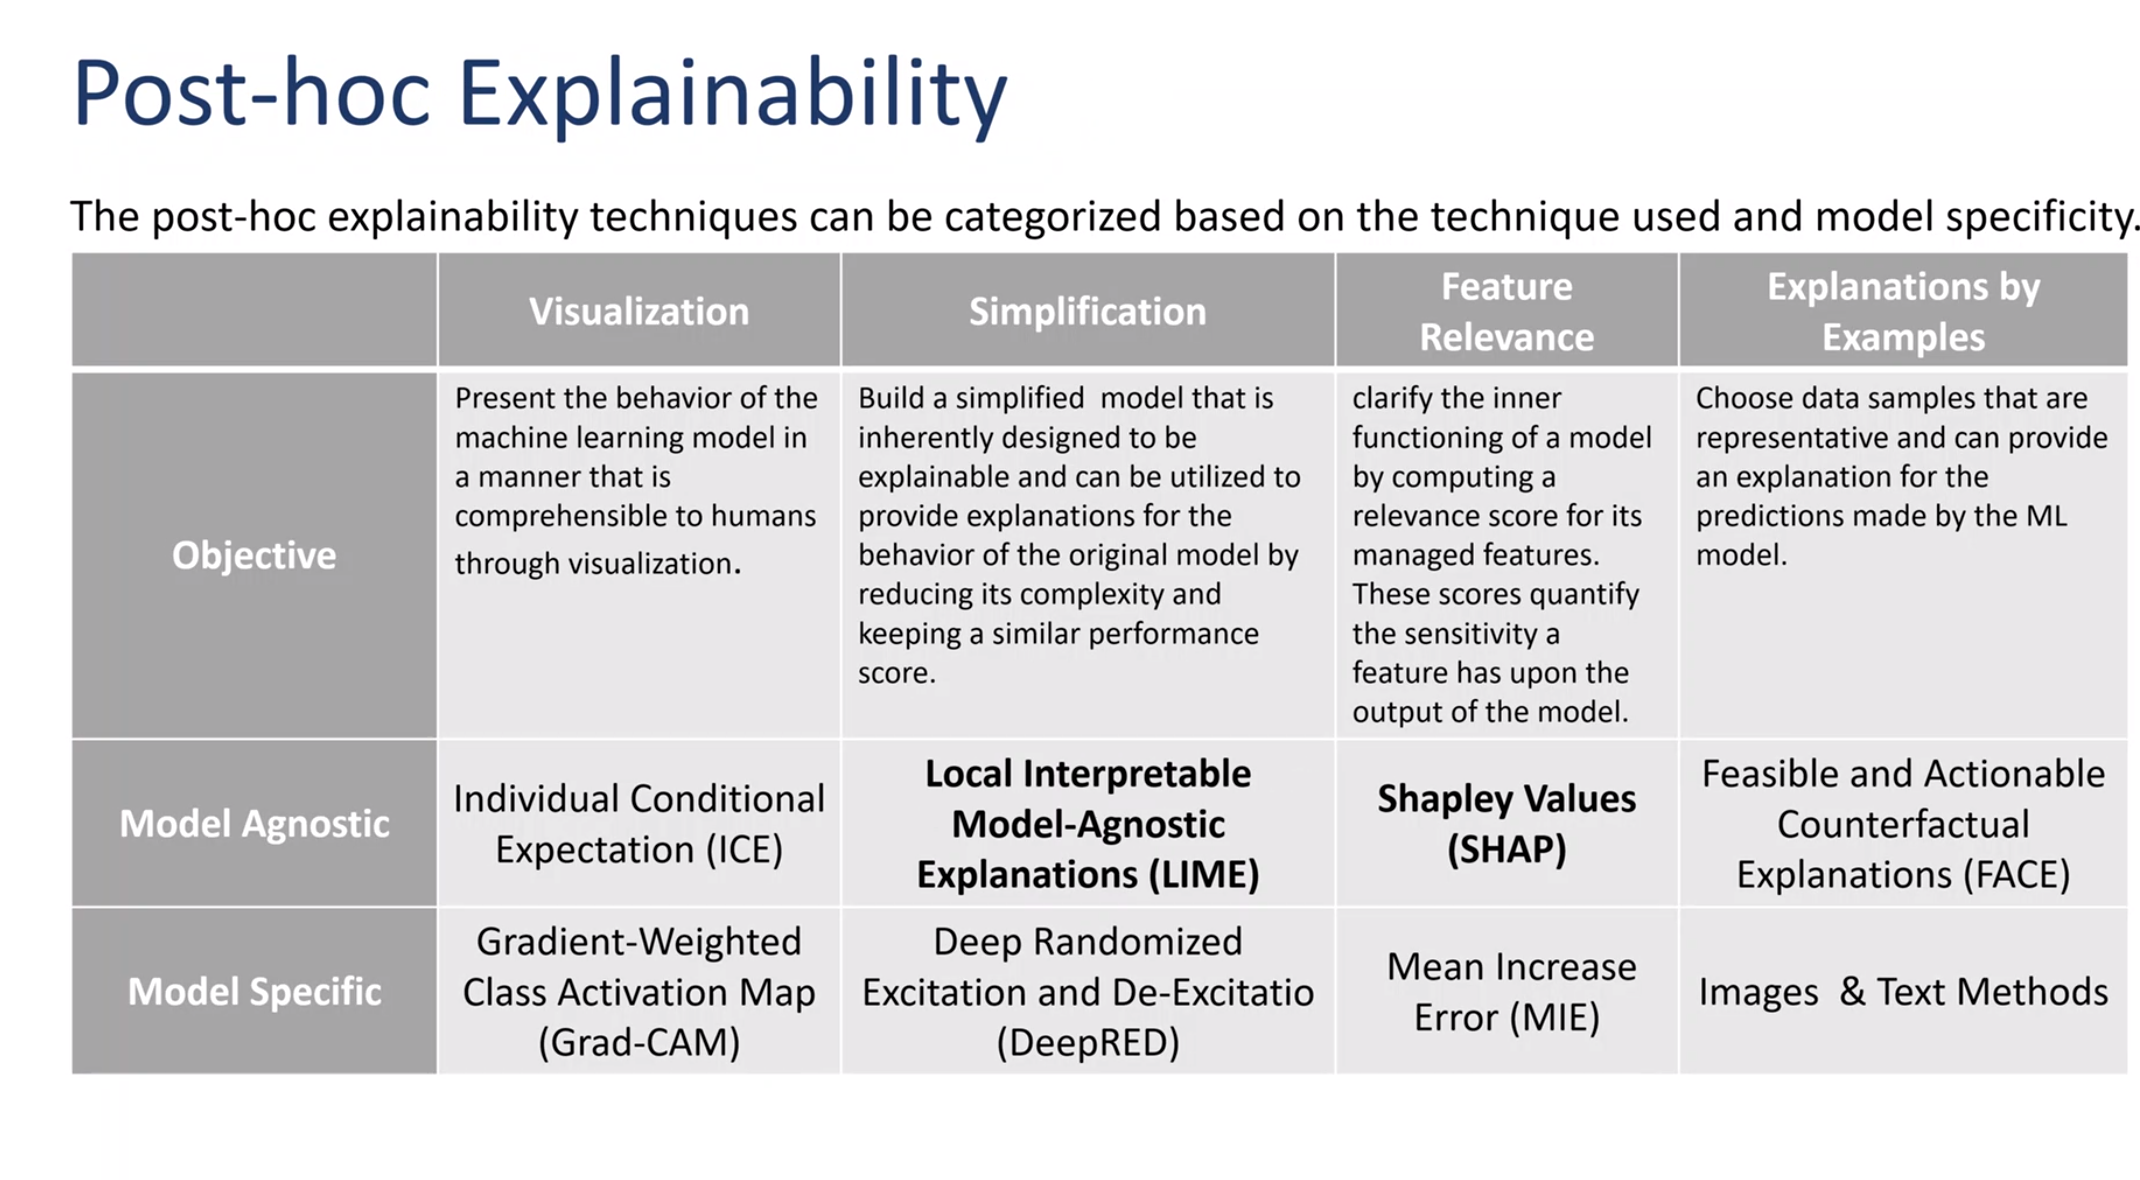 Post-hoc Explainability
The post-hoc explainability techniques can be categorized based on the technique used and model specificity.
Visualization
Simplification
Feature
Relevance
Explanations by
Examples
Objective
Present the behavior of the
machine learning model in
a manner that is
comprehensible to humans
through visualization.
Build a simplified  model that is
inherently designed to be
explainable and can be utilized to
provide explanations for the
behavior of the original model by
reducing its complexity and
keeping a similar performance
score.
clarify the inner
functioning of a model
by computing a
relevance score for its
managed features.
These scores quantify
the sensitivity a
feature has upon the
output of the model.
Choose data samples that are
representative and can provide
an explanation for the
predictions made by the ML
model.
Model Agnostic
Individual Conditional
Expectation (ICE)
Local Interpretable
Model-Agnostic
Explanations (LIME)
Shapley Values
(SHAP)
Feasible and Actionable
Counterfactual
Explanations (FACE)
Model Specific
Gradient-Weighted
Class Activation Map
(Grad-CAM)
Deep Randomized
Excitation and De-Excitatio
(DeepRED)
Mean Increase
Error (MIE)
Images  & Text Methods